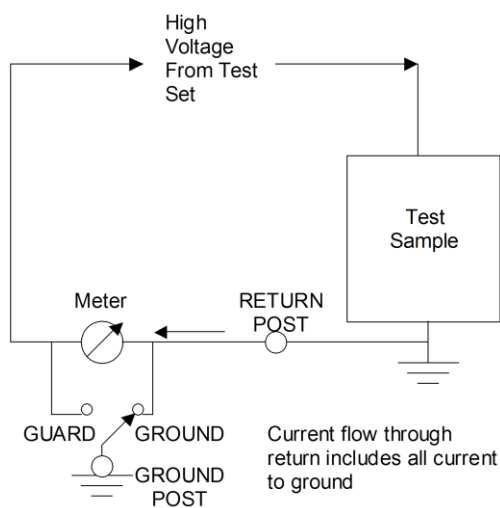 High
Voltage
From Test
Set
Test
Sample
Meter
RETURN
POST
GUARD
GROUND
GROUND
POST
Current flow through
return includes all current
to ground